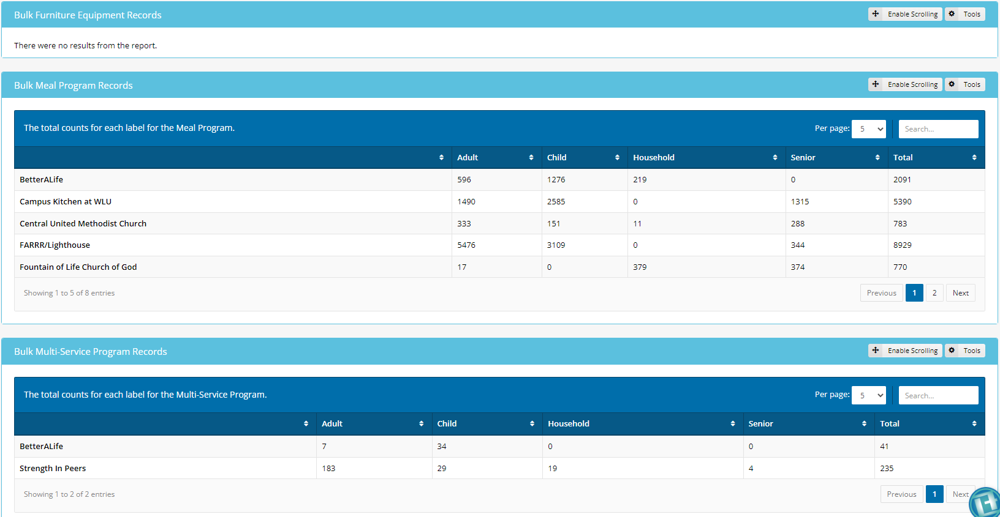 Bulk Furniture Equipment Records Enable Scrolling Tools
There were no results from the report.
Bulk Meal Program Records Enable Scrolling Tools
The total counts for each label for the Meal Program. Per page: 5 Search...
Adult Child Household Senior Total
BetterALife 596 1276 219 0 2091
Campus Kitchen at WLU 1490 2585 0 1315 5390
Central United Methodist Church 333 151 11 288 783
FARRR/Lighthouse 5476 3109 0 344 8929
Fountain of Life Church of God 17 0 379 374 770
Showing 1 to 5 of 8 entries Previous 1 2 Next
Bulk Multi-Service Program Records Enable Scrolling Tools
The total counts for each label for the Multi-Service Program. Per page: 5 Search...
Adult Child Household Senior Total
BetterALife 7 34 0 0 41
Strength In Peers 183 29 19 4 235
Showing 1 to 2 of 2 entries Previous 1 Next